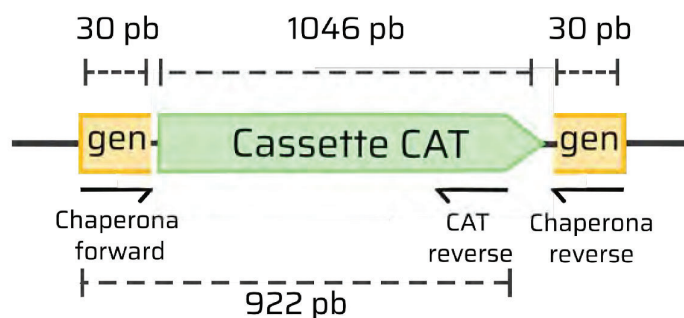 30 pb
1046 pb
30 pb
gen
Cassette CAT
gen
Chaperona
forward
CAT
reverse
Chaperona
reverse
922 pb